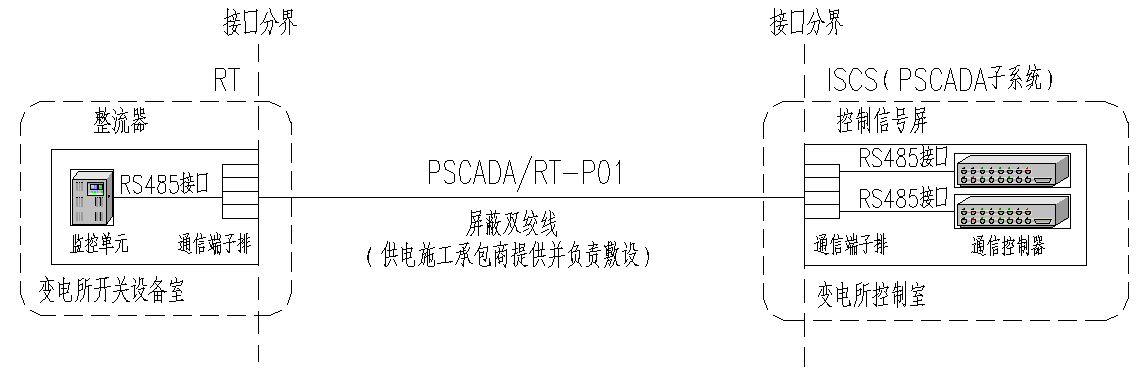 接口分界
接口分界
RT
ISCS（PSCADA子系统）
整流器
控制信号屏
RS485接口
RS485接口
PSCADA/RT-P01
RS485接口
屏蔽双绞线
监控单元
通信端子排
（供电施工承包商提供并负责敷设）
通信端子排
通信控制器
变电所开关设备室
变电所控制室